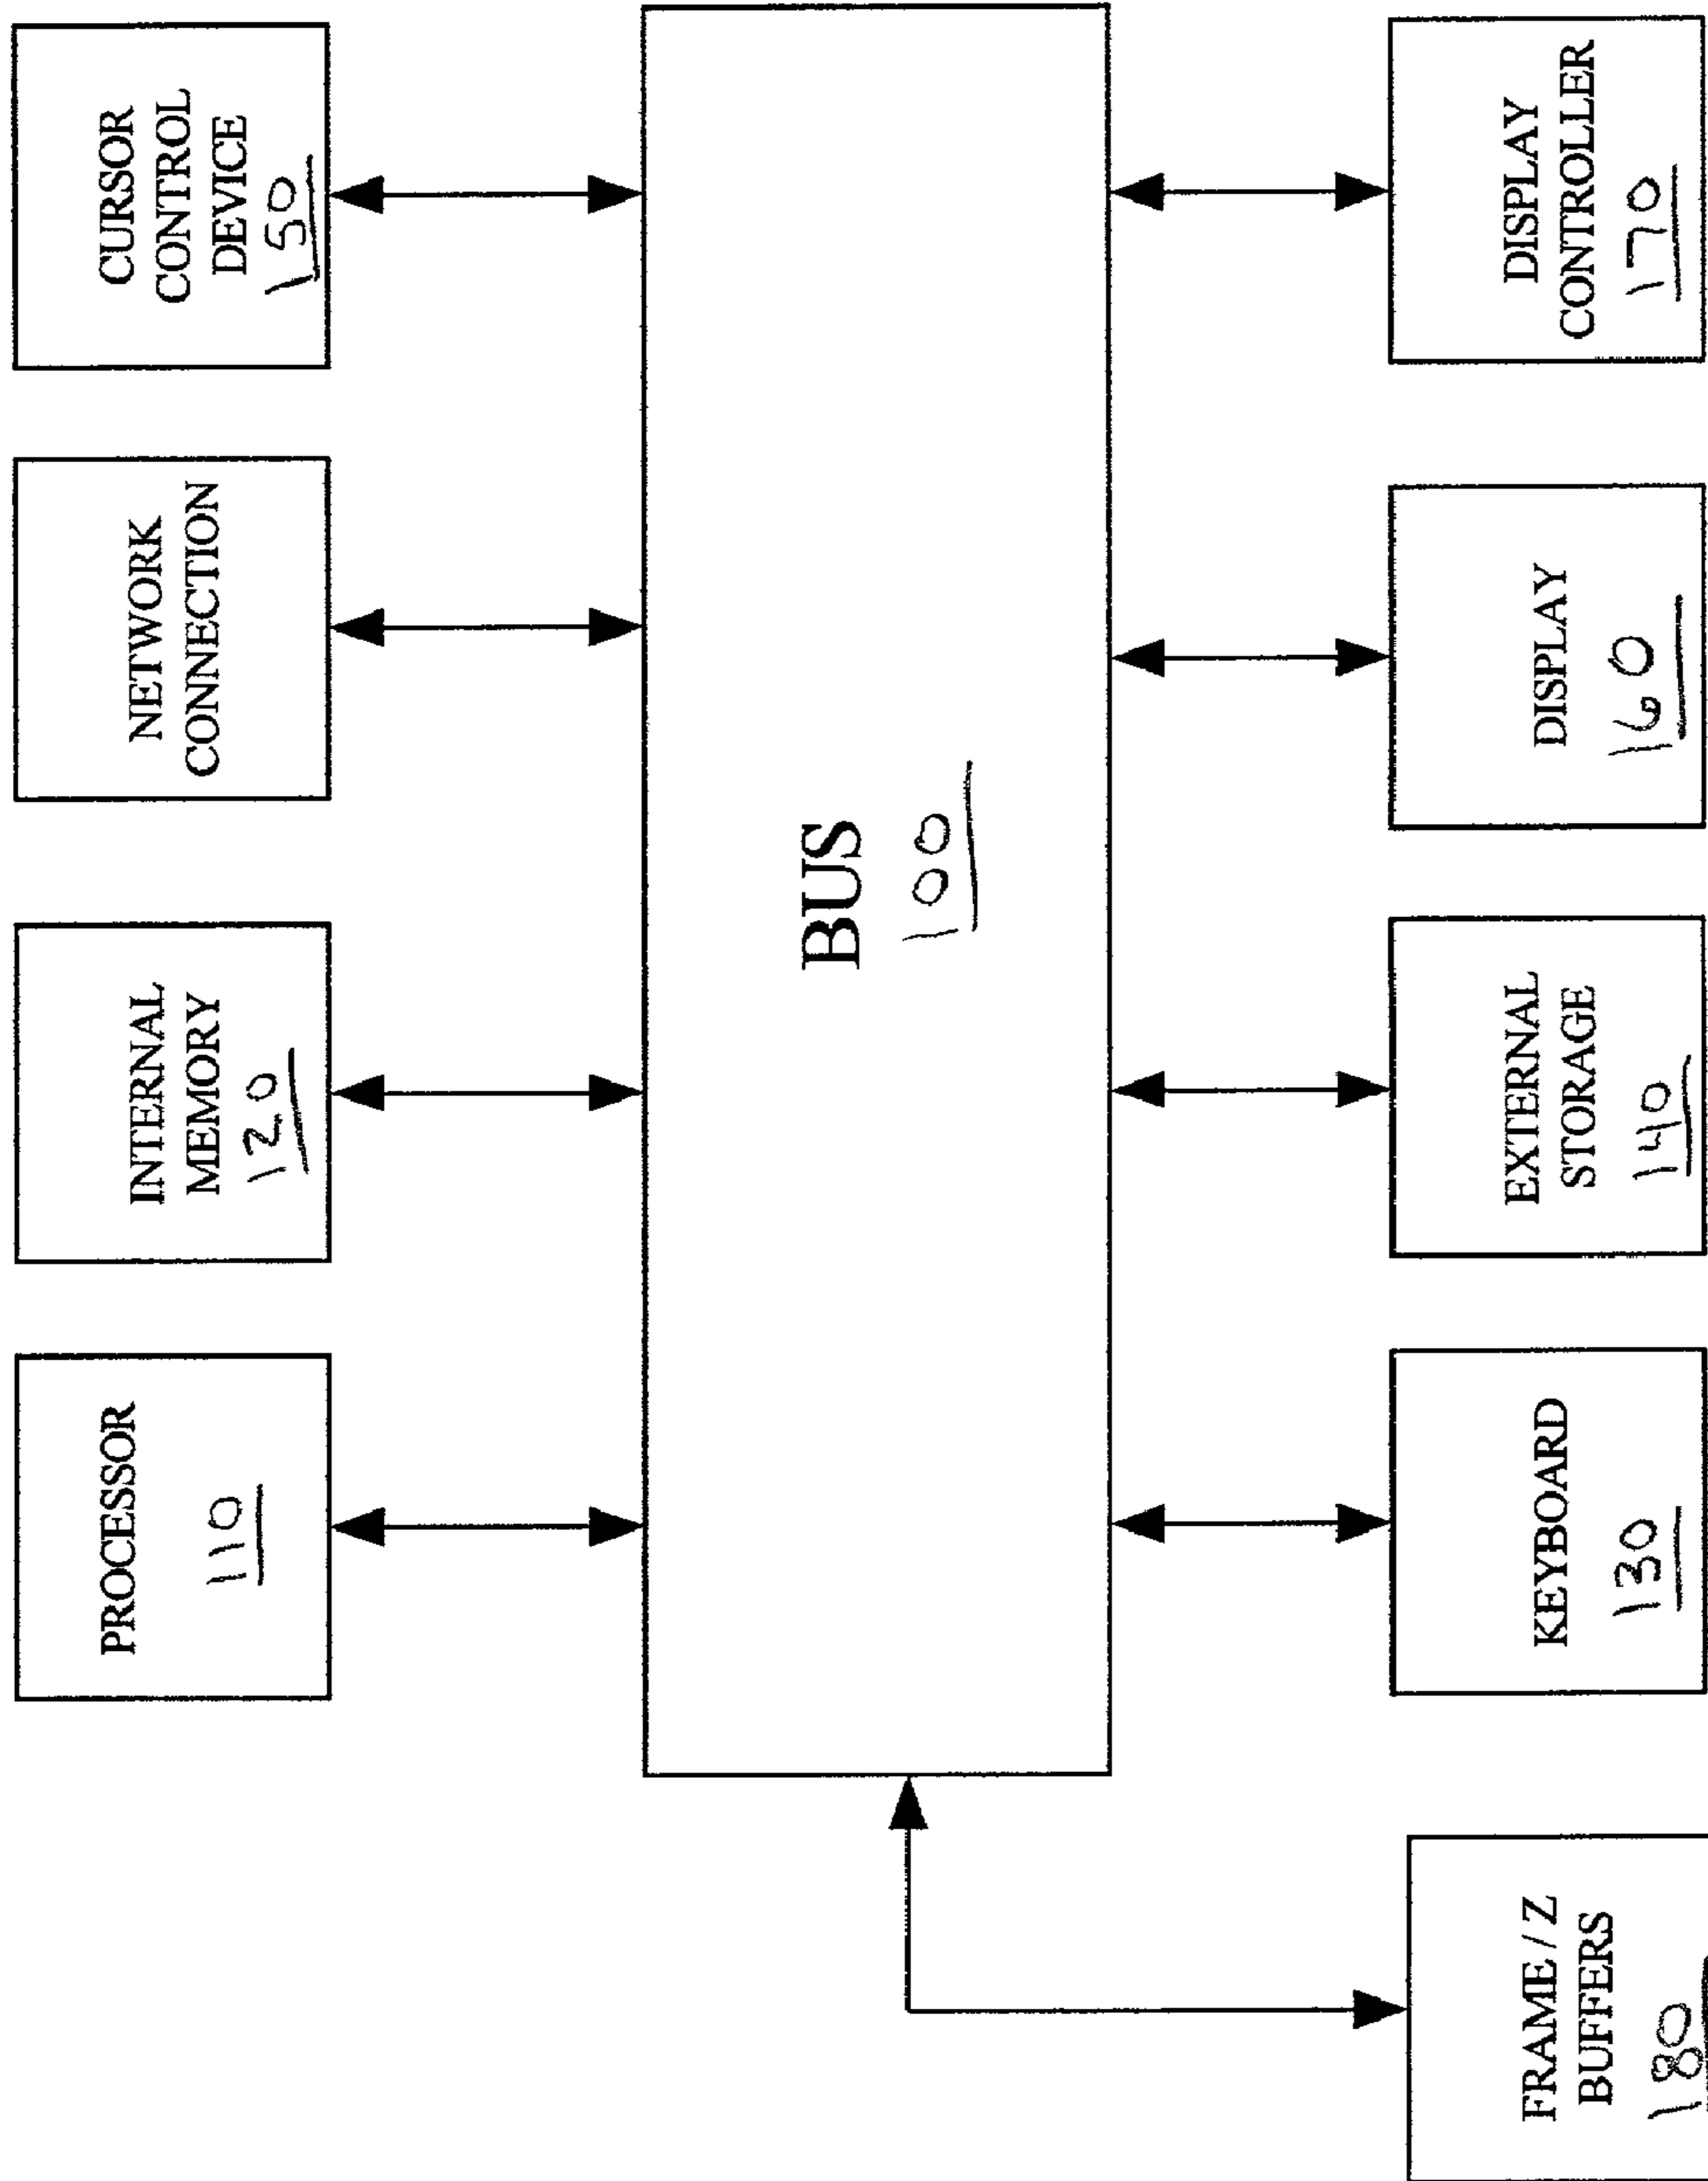 PROCESSOR
110
INTERNAL
MEMORY
120
NETWORK
CONNECTION
CURSOR
CONTROL
DEVICE
150
BUS
100
FRAME / Z
BUFFERS
180
KEYBOARD
130
EXTERNAL
STORAGE
140
DISPLAY
160
DISPLAY
CONTROLLER
170